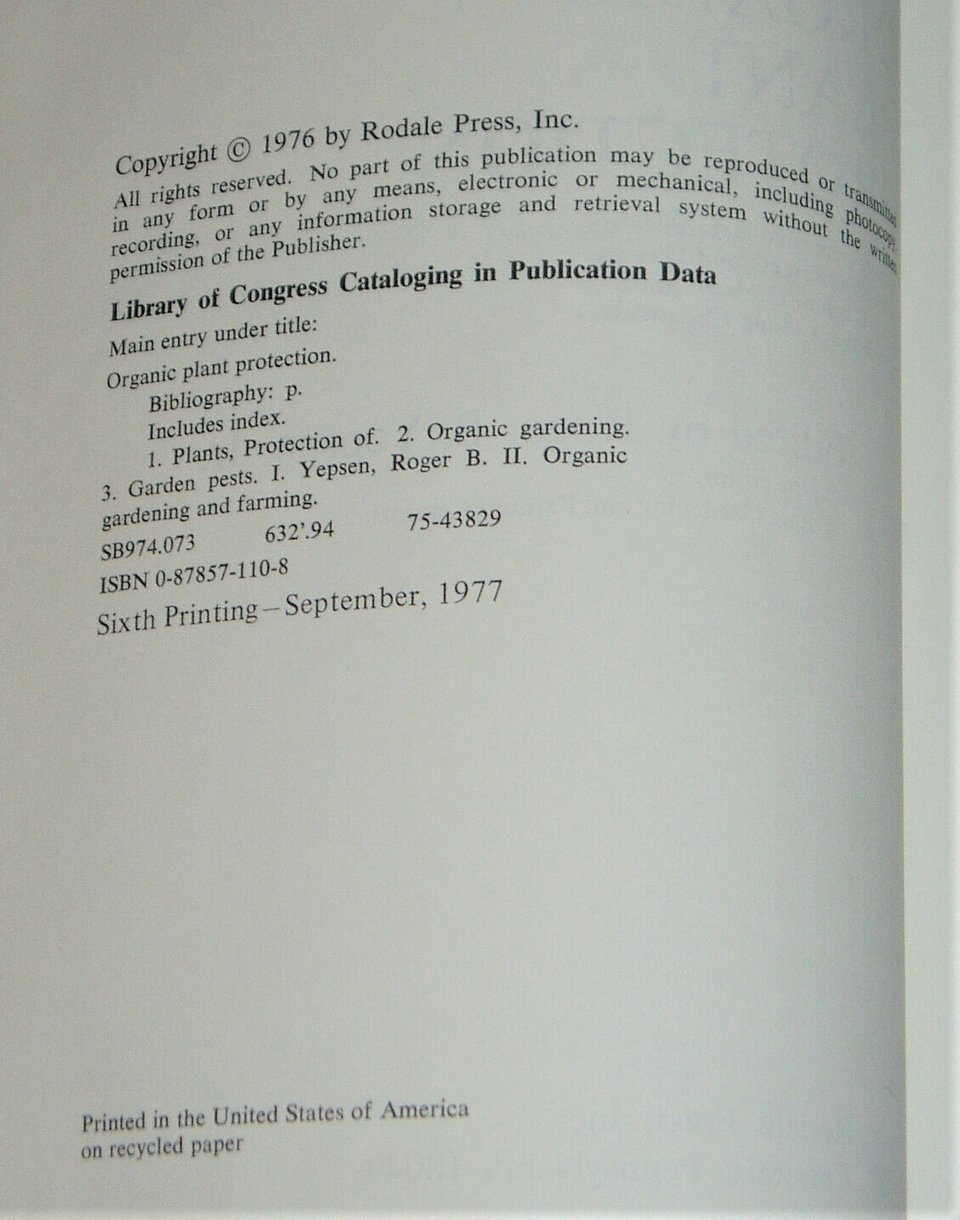 Copyright © 1976 by Rodale Press, Inc.
All rights reserved. No part of this publication may be reproduced or transmitted
in any form or by any means, electronic or mechanical, including photocopy,
recording, or any information storage and retrieval system without the written
permission of the Publisher.
Library of Congress Cataloging in Publication Data
Main entry under title:
Organic plant protection.
Bibliography: p.
Includes index.
1. Plants, Protection of. 2. Organic gardening.
3. Garden pests. I. Yepsen, Roger B. II. Organic
gardening and farming.
SB974.073 632'.94 75-43829
ISBN 0-87857-110-8
Sixth Printing—September, 1977
Printed in the United States of America
on recycled paper